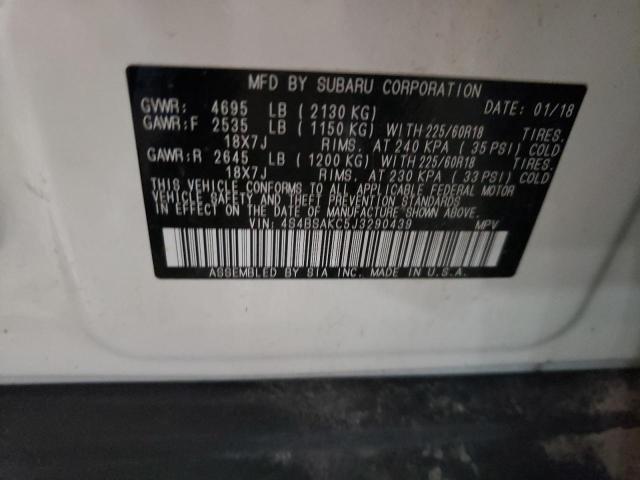 MFD BY SUBARU CORPORATION
GVWR: 4695 LB (2130 KG) DATE: 01/18
GAWR:F 2535 LB (1150 KG) WITH 225/60R18 TIRES,
18X7J RIMS, AT 240 KPA (35 PSI) COLD
GAWR:R 2645 LB (1200 KG) WITH 225/60R18 TIRES,
18X7J RIMS, AT 230 KPA (33 PSI) COLD
THIS VEHICLE CONFORMS TO ALL APPLICABLE FEDERAL MOTOR
VEHICLE SAFETY AND THEFT PREVENTION STANDARDS
IN EFFECT ON THE DATE OF MANUFACTURE SHOWN ABOVE.
VIN: 4S4BSAKC5J3290439 MPV
ASSEMBLED BY SIA INC. MADE IN U.S.A.